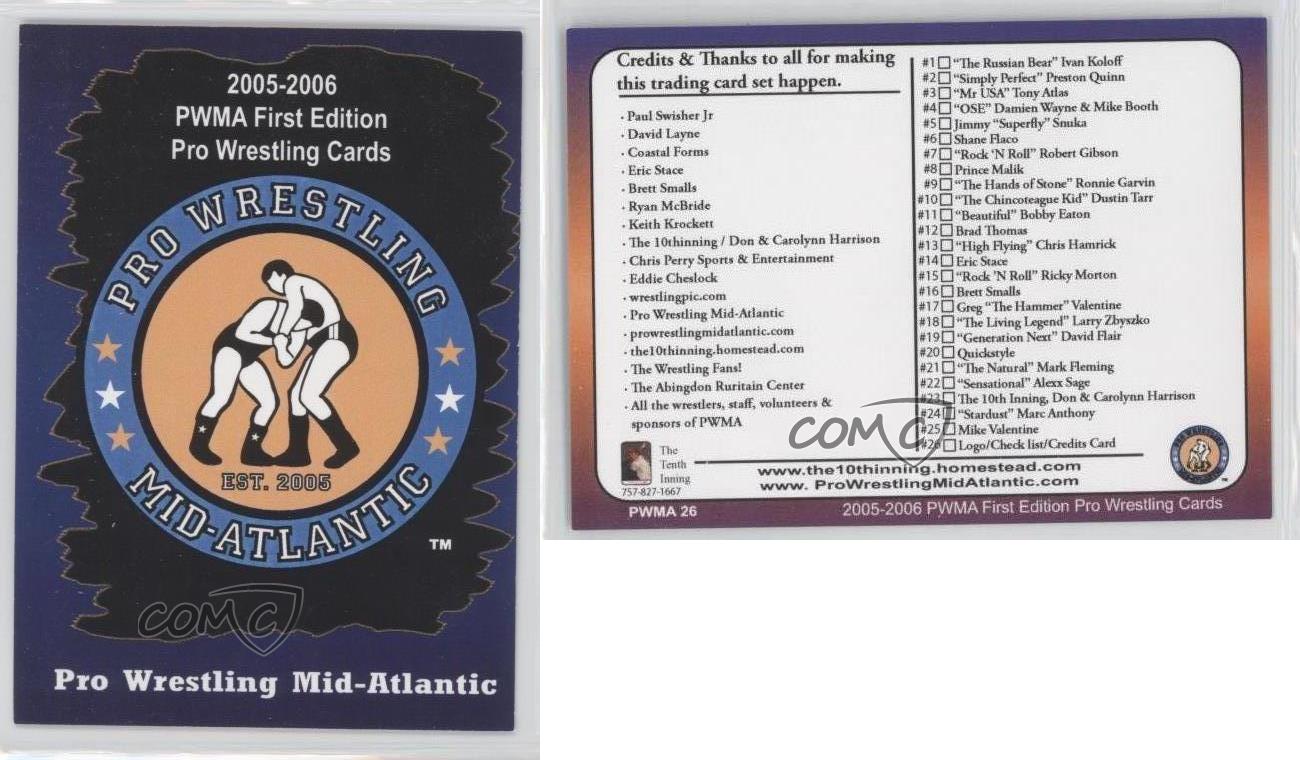 2005-2006
PWMA First Edition
Pro Wrestling Cards
PRO WRESTLING
EST. 2005
MID-ATLANTIC
TM
COMC
Pro Wrestling Mid-Atlantic
Credits & Thanks to all for making
this trading card set happen.
· Paul Swisher Jr
· David Layne
· Coastal Forms
· Eric Stace
· Brett Smalls
· Ryan McBride
· Keith Krockett
· The 10thinning / Don & Carolynn Harrison
· Chris Perry Sports & Entertainment
· Eddie Cheslock
· wrestlingpic.com
· Pro Wrestling Mid-Atlantic
· prowrestlingmidatlantic.com
· the10thinning.homestead.com
· The Wrestling Fans!
· The Abingdon Ruritain Center
· All the wrestlers, staff, volunteers &
sponsors of PWMA
The
Tenth
Inning
757-827-1667
#1 "The Russian Bear" Ivan Koloff
#2 "Simply Perfect" Preston Quinn
#3 "Mr USA" Tony Atlas
#4 "OSE" Damien Wayne & Mike Booth
#5 Jimmy "Superfly" Snuka
#6 Shane Flaco
#7 "Rock 'N Roll" Robert Gibson
#8 Prince Malik
#9 "The Hands of Stone" Ronnie Garvin
#10 "The Chincoteague Kid" Dustin Tarr
#11 "Beautiful" Bobby Eaton
#12 Brad Thomas
#13 "High Flying" Chris Hamrick
#14 Eric Stace
#15 "Rock 'N Roll" Ricky Morton
#16 Brett Smalls
#17 Greg "The Hammer" Valentine
#18 "The Living Legend" Larry Zbyszko
#19 "Generation Next" David Flair
#20 Quickstyle
#21 "The Natural" Mark Fleming
#22 "Sensational" Alexx Sage
#23 The 10th Inning, Don & Carolynn Harrison
#24 "Stardust" Marc Anthony
#25 Mike Valentine
#26 Logo/Check list/Credits Card
COMC
www.the10thinning.homestead.com
www. ProWrestlingMidAtlantic.com
PRO WRESTLING
MID-ATLANTIC
TM
PWMA 26
2005-2006 PWMA First Edition Pro Wrestling Cards